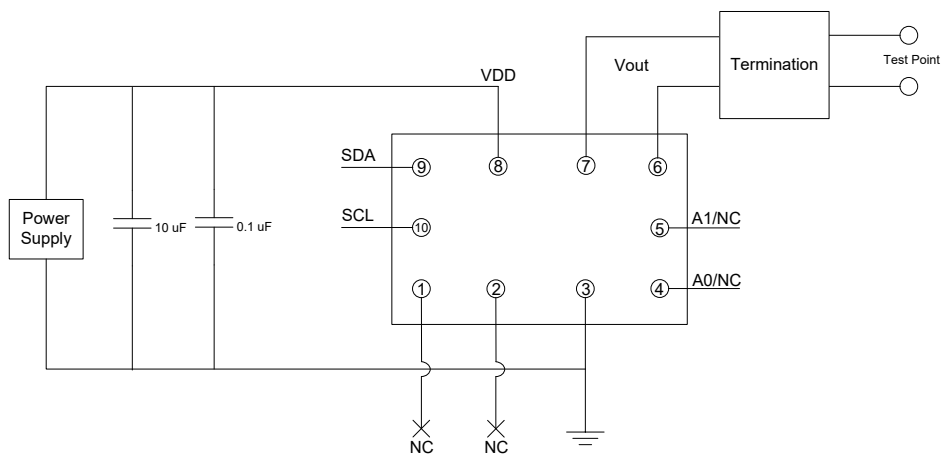 Termination
Test Point
Vout
VDD
SDA
9
8
7
6
Power
Supply
10 uF
0.1 uF
SCL
10
5
A1/NC
1
2
3
4
A0/NC
NC
NC